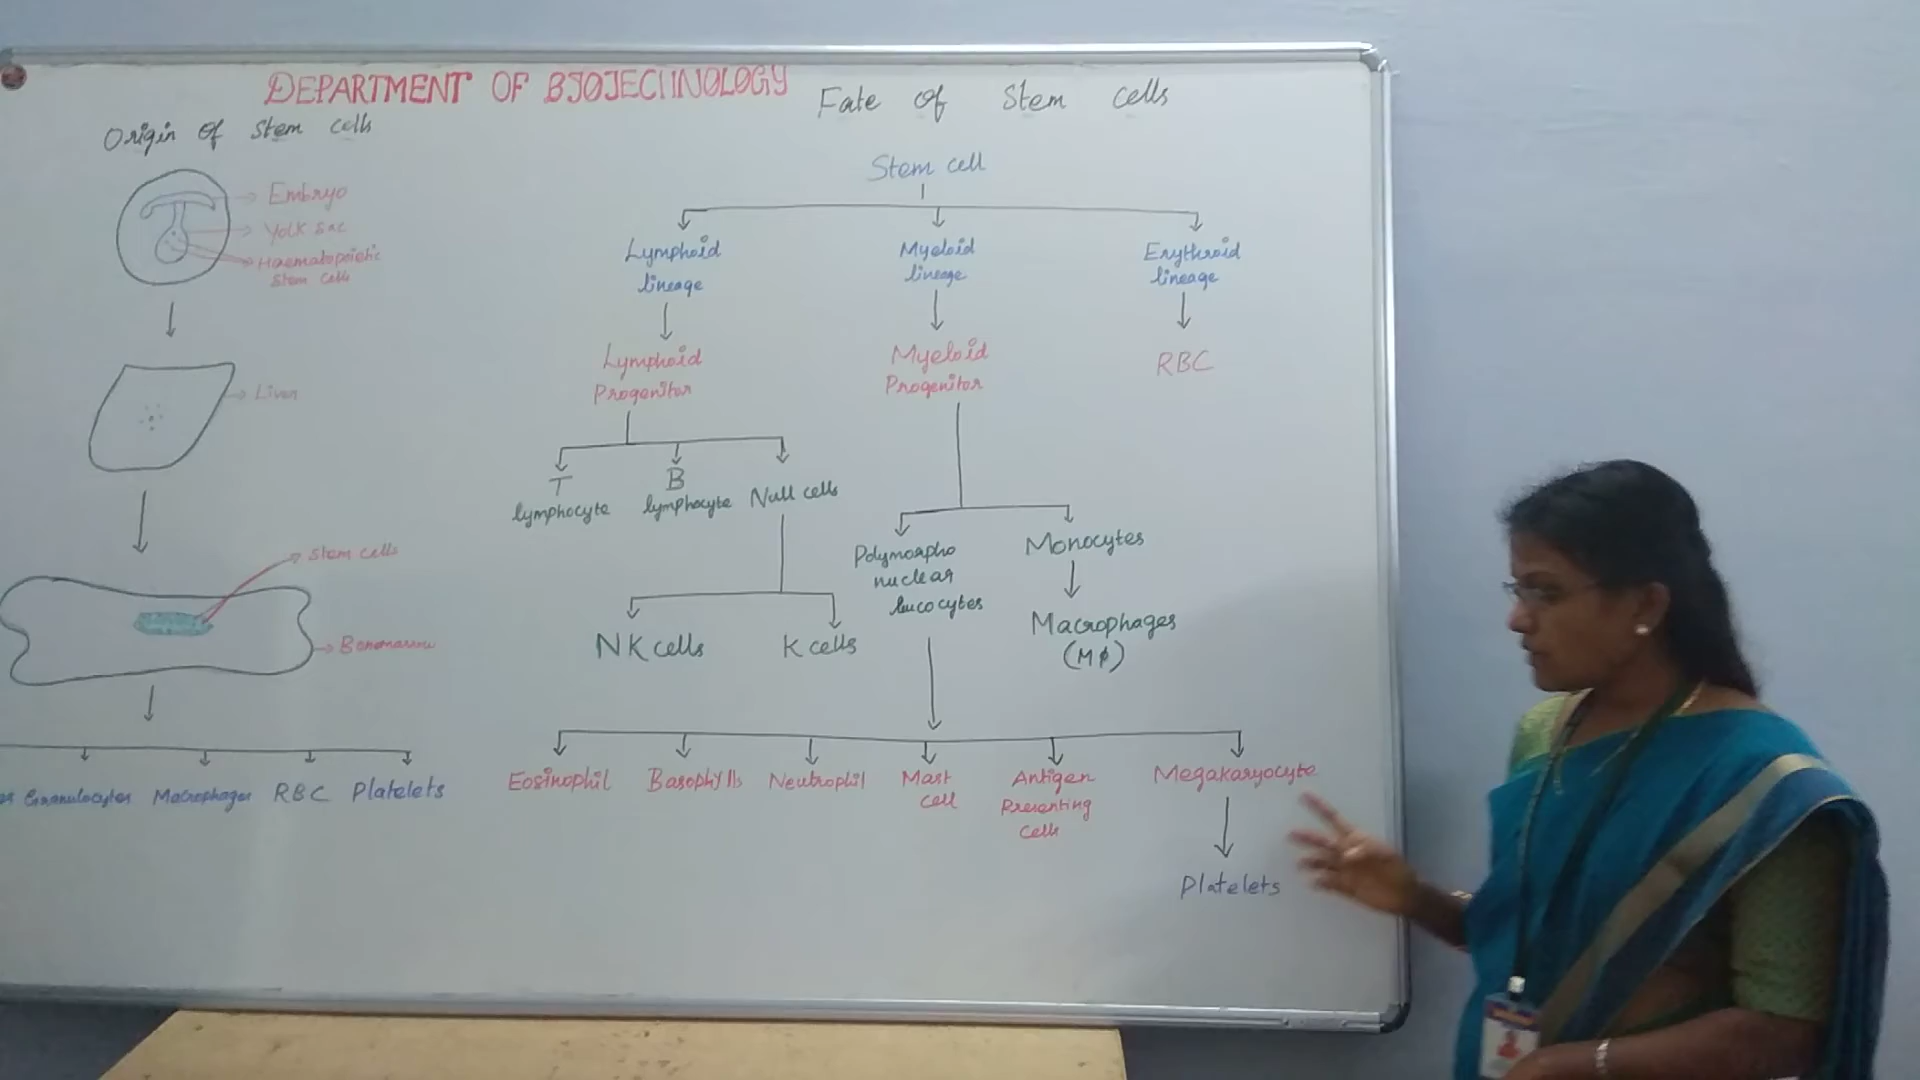 DEPARTMENT OF BIOTECHNOLOGY
Origin of Stem cells
Embryo
Yolk sac
Haematopoietic
Stem cells
Liver
Stem cells
Bonemarrow
Granulocytes Macrophages RBC Platelets
Fate of Stem cells
Stem cell
Lymphoid
lineage
Myeloid
lineage
Erythroid
lineage
Lymphoid
Progenitor
Myeloid
Progenitor
RBC
T
lymphocyte
B
lymphocyte
Null cells
Polymorpho
nuclear
leucocytes
Monocytes
NK cells
K cells
Macrophages
(Mφ)
Eosinophil
Basophylls
Neutrophil
Mast
cell
Antigen
Presenting
Cells
Megakaryocyte
Platelets